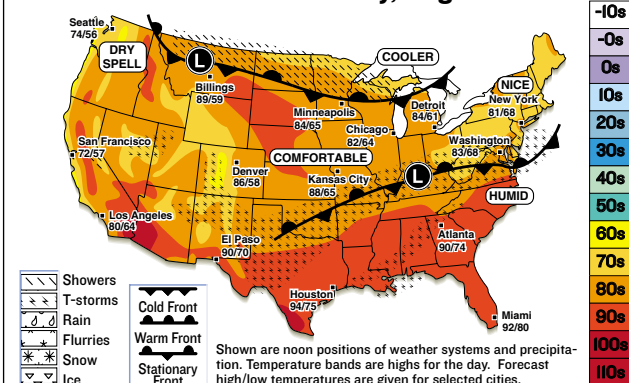 Seattle
74/56
DRY
SPELL
L
Billings
89/59
COOLER
Minneapolis
84/65
Detroit
84/61
NICE
New York
81/68
Chicago
82/64
San Francisco
72/57
Washington
83/68
COMFORTABLE
Denver
86/58
Kansas City
88/65
L
HUMID
Los Angeles
80/64
El Paso
90/70
Atlanta
90/74
Houston
94/75
Miami
92/80
Showers
T-storms
Rain
Flurries
Snow
Ice
Cold Front
Warm Front
Stationary
Front
Shown are noon positions of weather systems and precipita-
tion. Temperature bands are highs for the day. Forecast
high/low temperatures are given for selected cities.
-10s
-0s
0s
10s
20s
30s
40s
50s
60s
70s
80s
90s
100s
110s